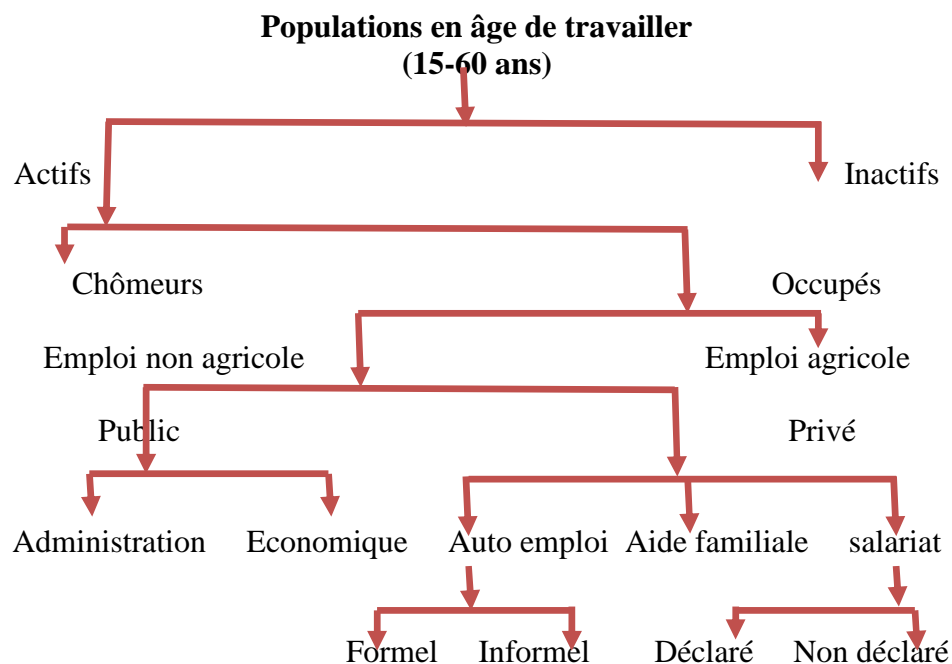 Populations en âge de travailler
(15-60 ans)
Actifs Inactifs
Chômeurs Occupés
Emploi non agricole Emploi agricole
Public Privé
Administration Economique Auto emploi Aide familiale salariat
Formel Informel Déclaré Non déclaré